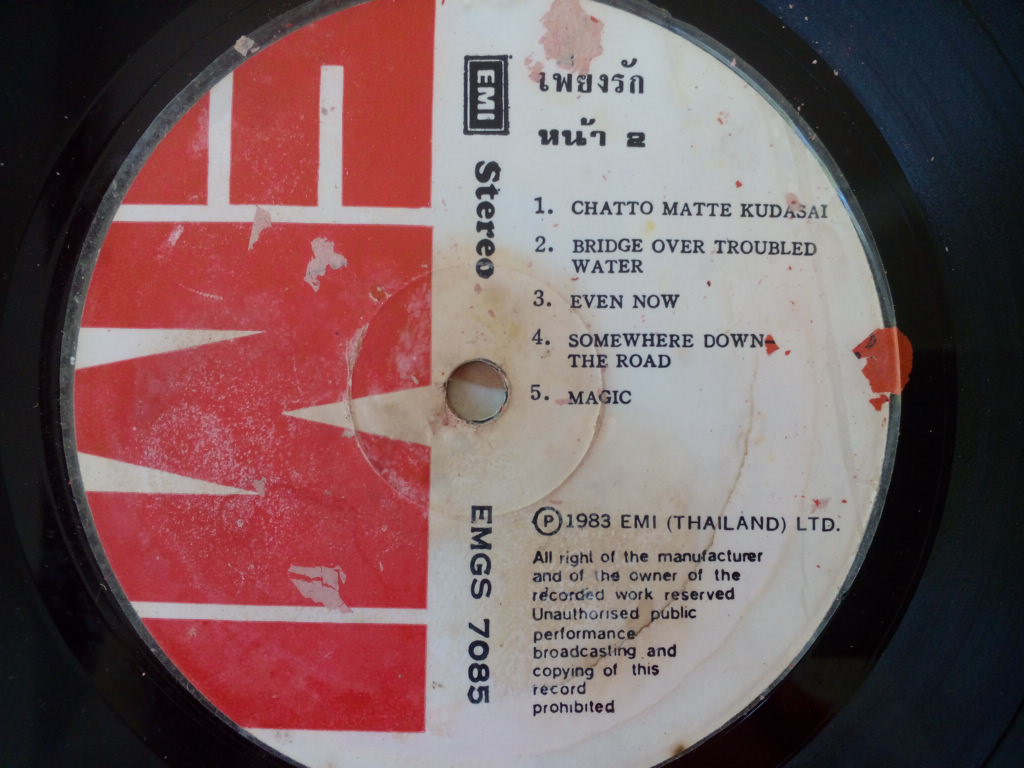 EMI
EMI
Stereo
EMGS 7085
เพียงรัก
หน้า 2
1. CHATTO MATTE KUDASAI
2. BRIDGE OVER TROUBLED
WATER
3. EVEN NOW
4. SOMEWHERE DOWN-
THE ROAD
5. MAGIC
Ⓟ 1983 EMI (THAILAND) LTD.
All right of the manufacturer
and of the owner of the
recorded work reserved
Unauthorised public
performance
broadcasting and
copying of this
record
prohibited